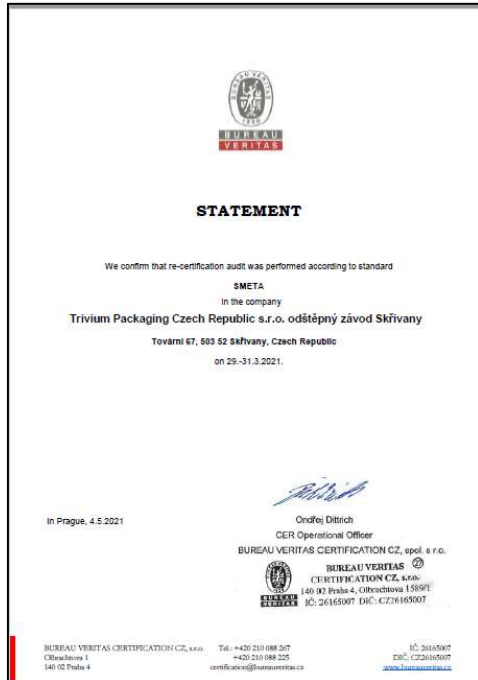 BUREAU
VERITAS
STATEMENT
We confirm that re-certification audit was performed according to standard
SMETA
in the company
Trivium Packaging Czech Republic s.r.o. odštěpný závod Skřivany
Tovární 67, 503 52 Skřivany, Czech Republic
on 29.-31.3.2021.
In Prague, 4.5.2021
Ondřej Dittrich
CER Operational Officer
BUREAU VERITAS CERTIFICATION CZ, spol. s r.o.
BUREAU VERITAS 27
CERTIFICATION CZ, s.r.o.
140 02 Praha 4, Olbrachtova 1589/1
IČ: 26165007 DIČ: CZ26165007
BUREAU VERITAS CERTIFICATION CZ, s.r.o. Tel.: +420 210 088 267 IČ: 26165007
Olbrachtova 1 +420 210 088 225 DIČ: CZ26165007
140 02 Praha 4 certification@bureauveritas.cz www.bureauveritas.cz